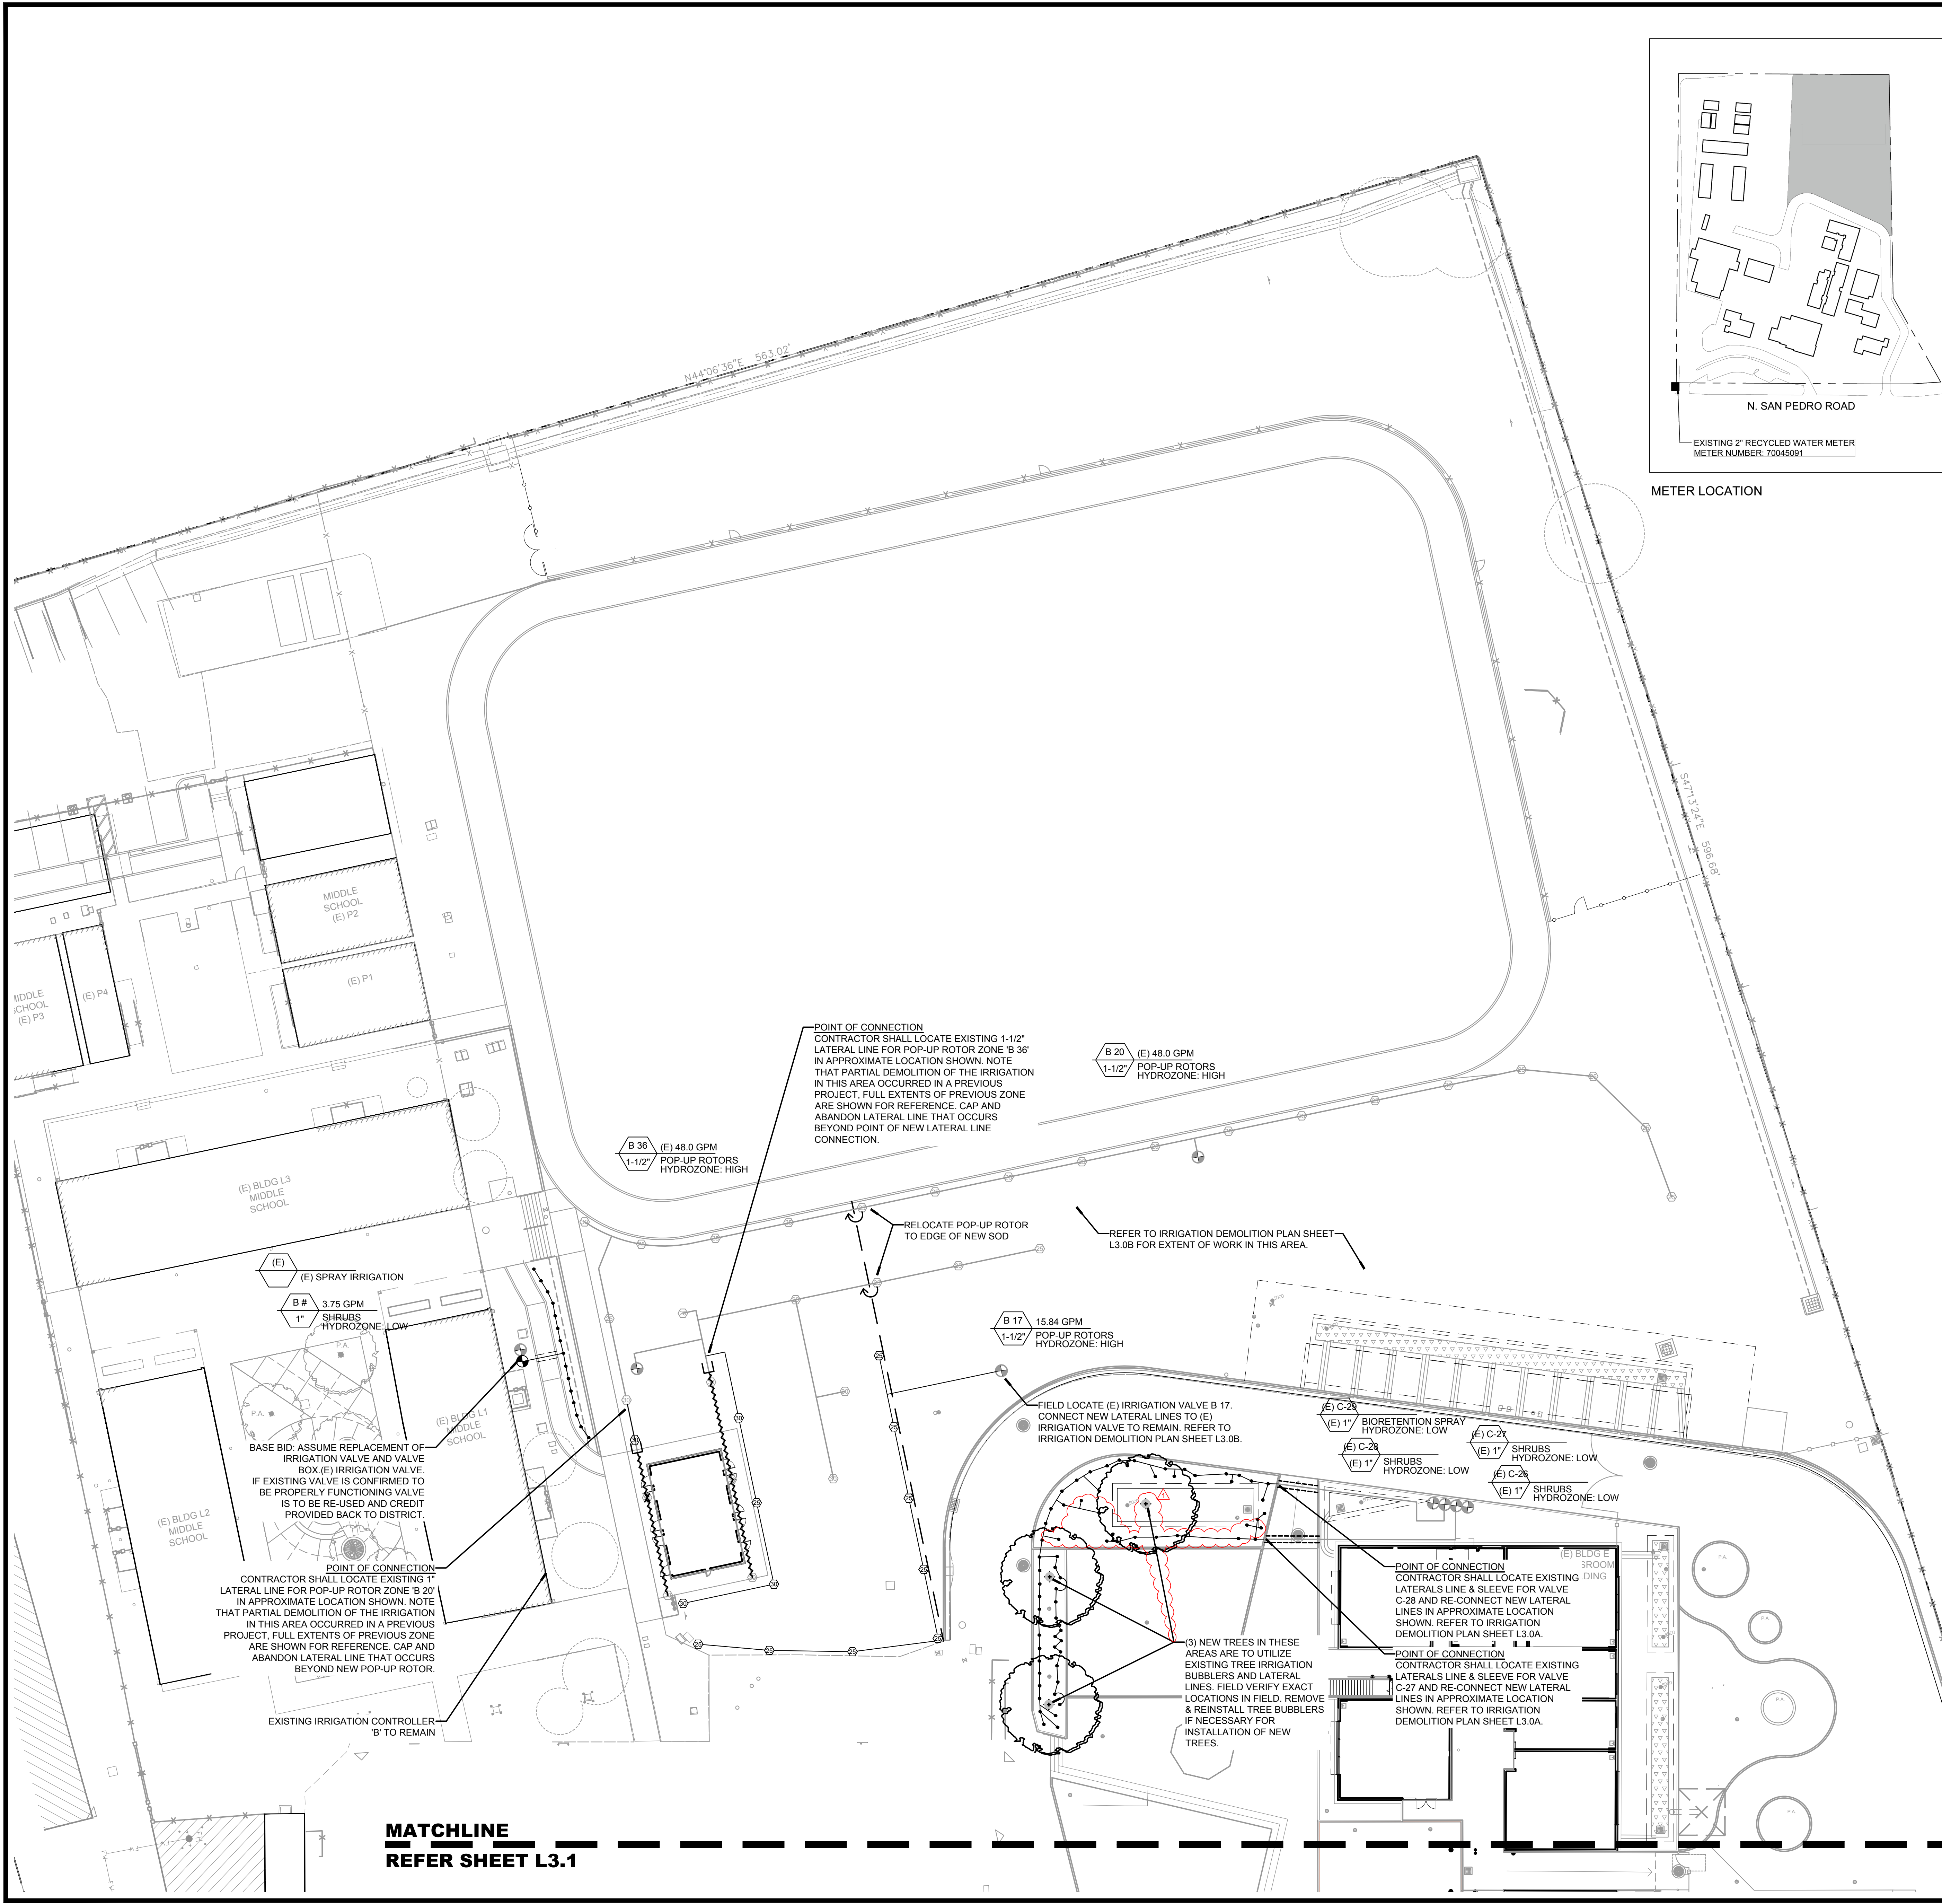 N. SAN PEDRO ROAD
EXISTING 2" RECYCLED WATER METER
METER NUMBER: 70045091
METER LOCATION
N44°06'36"E 563.02'
S47°13'24"E 596.68'
MIDDLE
SCHOOL
(E) P2
(E) P1
MIDDLE
SCHOOL
(E) P3
(E) P4
(E) BLDG L3
MIDDLE
SCHOOL
POINT OF CONNECTION
CONTRACTOR SHALL LOCATE EXISTING 1-1/2"
LATERAL LINE FOR POP-UP ROTOR ZONE 'B 36'
IN APPROXIMATE LOCATION SHOWN. NOTE
THAT PARTIAL DEMOLITION OF THE IRRIGATION
IN THIS AREA OCCURRED IN A PREVIOUS
PROJECT, FULL EXTENTS OF PREVIOUS ZONE
ARE SHOWN FOR REFERENCE. CAP AND
ABANDON LATERAL LINE THAT OCCURS
BEYOND POINT OF NEW LATERAL LINE
CONNECTION.
B 20 (E) 48.0 GPM
1-1/2" POP-UP ROTORS
HYDROZONE: HIGH
B 36 (E) 48.0 GPM
1-1/2" POP-UP ROTORS
HYDROZONE: HIGH
RELOCATE POP-UP ROTOR
TO EDGE OF NEW SOD
REFER TO IRRIGATION DEMOLITION PLAN SHEET
L3.0B FOR EXTENT OF WORK IN THIS AREA.
(E)
(E) SPRAY IRRIGATION
B # 3.75 GPM
1" SHRUBS
HYDROZONE: LOW
B 17 15.84 GPM
1-1/2" POP-UP ROTORS
HYDROZONE: HIGH
P.A.
P.A.
(E) BLDG L1
MIDDLE
SCHOOL
FIELD LOCATE (E) IRRIGATION VALVE B 17.
CONNECT NEW LATERAL LINES TO (E)
IRRIGATION VALVE TO REMAIN. REFER TO
IRRIGATION DEMOLITION PLAN SHEET L3.0B.
(E) C-29
(E) 1" BIORETENTION SPRAY
HYDROZONE: LOW
(E) C-28
(E) 1" SHRUBS
HYDROZONE: LOW
(E) C-27
(E) 1" SHRUBS
HYDROZONE: LOW
(E) C-26
(E) 1" SHRUBS
HYDROZONE: LOW
BASE BID: ASSUME REPLACEMENT OF
IRRIGATION VALVE AND VALVE
BOX.(E) IRRIGATION VALVE.
IF EXISTING VALVE IS CONFIRMED TO
BE PROPERLY FUNCTIONING VALVE
IS TO BE RE-USED AND CREDIT
PROVIDED BACK TO DISTRICT.
(E) BLDG L2
MIDDLE
SCHOOL
POINT OF CONNECTION
CONTRACTOR SHALL LOCATE EXISTING 1"
LATERAL LINE FOR POP-UP ROTOR ZONE 'B 20'
IN APPROXIMATE LOCATION SHOWN. NOTE
THAT PARTIAL DEMOLITION OF THE IRRIGATION
IN THIS AREA OCCURRED IN A PREVIOUS
PROJECT, FULL EXTENTS OF PREVIOUS ZONE
ARE SHOWN FOR REFERENCE. CAP AND
ABANDON LATERAL LINE THAT OCCURS
BEYOND NEW POP-UP ROTOR.
EXISTING IRRIGATION CONTROLLER
'B' TO REMAIN
30
25
30
30
25
25
25
25
25
25
25
25
(3) NEW TREES IN THESE
AREAS ARE TO UTILIZE
EXISTING TREE IRRIGATION
BUBBLERS AND LATERAL
LINES. FIELD VERIFY EXACT
LOCATIONS IN FIELD. REMOVE
& REINSTALL TREE BUBBLERS
IF NECESSARY FOR
INSTALLATION OF NEW
TREES.
1
(E) BLDG E
SROOM
DING
POINT OF CONNECTION
CONTRACTOR SHALL LOCATE EXISTING
LATERALS LINE & SLEEVE FOR VALVE
C-28 AND RE-CONNECT NEW LATERAL
LINES IN APPROXIMATE LOCATION
SHOWN. REFER TO IRRIGATION
DEMOLITION PLAN SHEET L3.0A.
POINT OF CONNECTION
CONTRACTOR SHALL LOCATE EXISTING
LATERALS LINE & SLEEVE FOR VALVE
C-27 AND RE-CONNECT NEW LATERAL
LINES IN APPROXIMATE LOCATION
SHOWN. REFER TO IRRIGATION
DEMOLITION PLAN SHEET L3.0A.
P.A.
P.A.
P.A.
P.A.
MATCHLINE
REFER SHEET L3.1